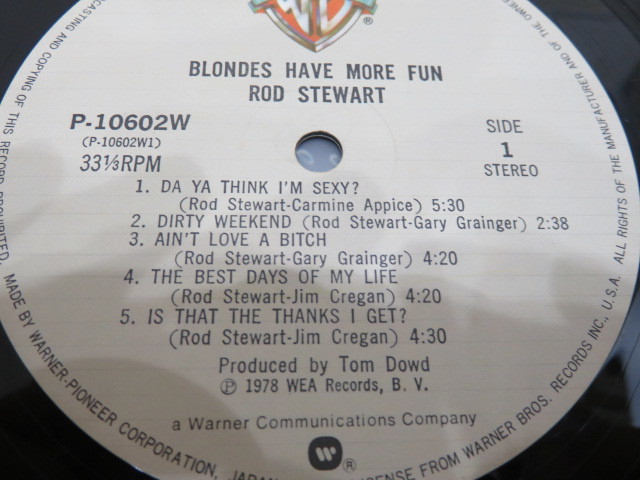 BLONDES HAVE MORE FUN
ROD STEWART
P-10602W
(P-10602W1)
33⅓RPM
SIDE
1
STEREO
1. DA YA THINK I'M SEXY?
(Rod Stewart-Carmine Appice) 5:30
2. DIRTY WEEKEND (Rod Stewart-Gary Grainger) 2:38
3. AIN'T LOVE A BITCH
(Rod Stewart-Gary Grainger) 4:20
4. THE BEST DAYS OF MY LIFE
(Rod Stewart-Jim Cregan) 4:20
5. IS THAT THE THANKS I GET?
(Rod Stewart-Jim Cregan) 4:30
Produced by Tom Dowd
℗ 1978 WEA Records, B. V.
a Warner Communications Company
W ®
ALL RIGHTS OF THE MANUFACTURER AND OF THE OWNER
AND COPYING OF THIS RECORD PROHIBITED. MADE BY WARNER-PIONEER CORPORATION, JAPAN
FROM WARNER BROS. RECORDS INC., U.S.A.